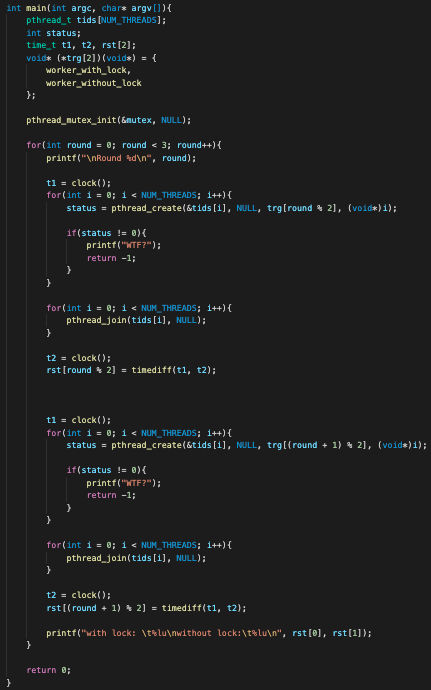 int main(int argc, char* argv[]){
pthread_t tids[NUM_THREADS];
int status;
time_t t1, t2, rst[2];
void* (*trg[2])(void*) = {
worker_with_lock,
worker_without_lock
};
pthread_mutex_init(&mutex, NULL);
for(int round = 0; round < 3; round++){
printf("\nRound %d\n", round);
t1 = clock();
for(int i = 0; i < NUM_THREADS; i++){
status = pthread_create(&tids[i], NULL, trg[round % 2], (void*)i);
if(status != 0){
printf("WTF?");
return -1;
}
}
for(int i = 0; i < NUM_THREADS; i++){
pthread_join(tids[i], NULL);
}
t2 = clock();
rst[round % 2] = timediff(t1, t2);
t1 = clock();
for(int i = 0; i < NUM_THREADS; i++){
status = pthread_create(&tids[i], NULL, trg[(round + 1) % 2], (void*)i);
if(status != 0){
printf("WTF?");
return -1;
}
}
for(int i = 0; i < NUM_THREADS; i++){
pthread_join(tids[i], NULL);
}
t2 = clock();
rst[(round + 1) % 2] = timediff(t1, t2);
printf("with lock: \t%lu\nwithout lock:\t%lu\n", rst[0], rst[1]);
}
return 0;
}